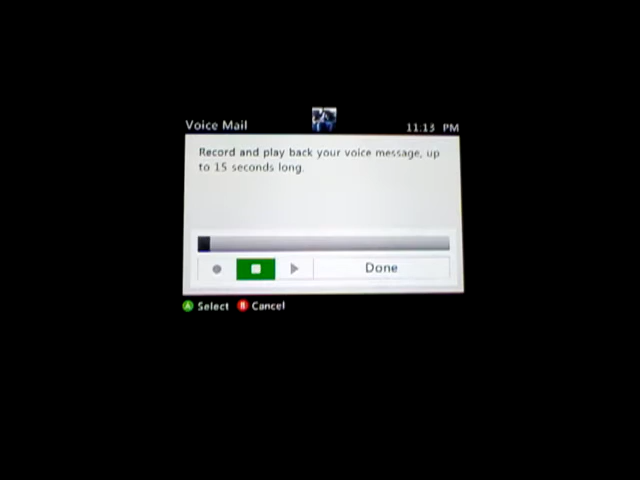 Voice Mail
11:13 PM
Record and play back your voice message, up
to 15 seconds long.
Done
A Select B Cancel